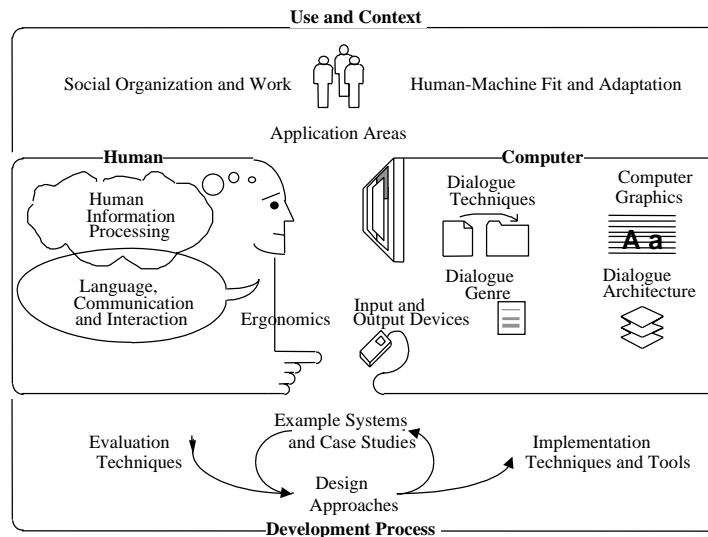 Use and Context
Social Organization and Work
Human-Machine Fit and Adaptation
Application Areas
Human
Human
Information
Processing
Language,
Communication
and Interaction
Ergonomics
Computer
Dialogue
Techniques
Computer
Graphics
A a
Dialogue
Genre
Dialogue
Architecture
Input and
Output Devices
Example Systems
and Case Studies
Evaluation
Techniques
Implementation
Techniques and Tools
Design
Approaches
Development Process